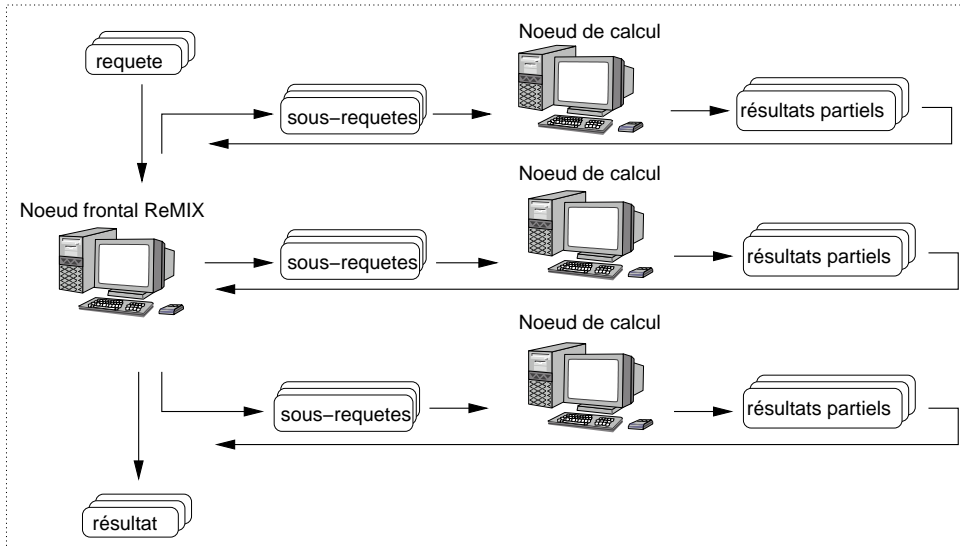 requete
Noeud de calcul
sous–requetes
résultats partiels
Noeud de calcul
Noeud frontal ReMIX
sous–requetes
résultats partiels
Noeud de calcul
sous–requetes
résultats partiels
résultat